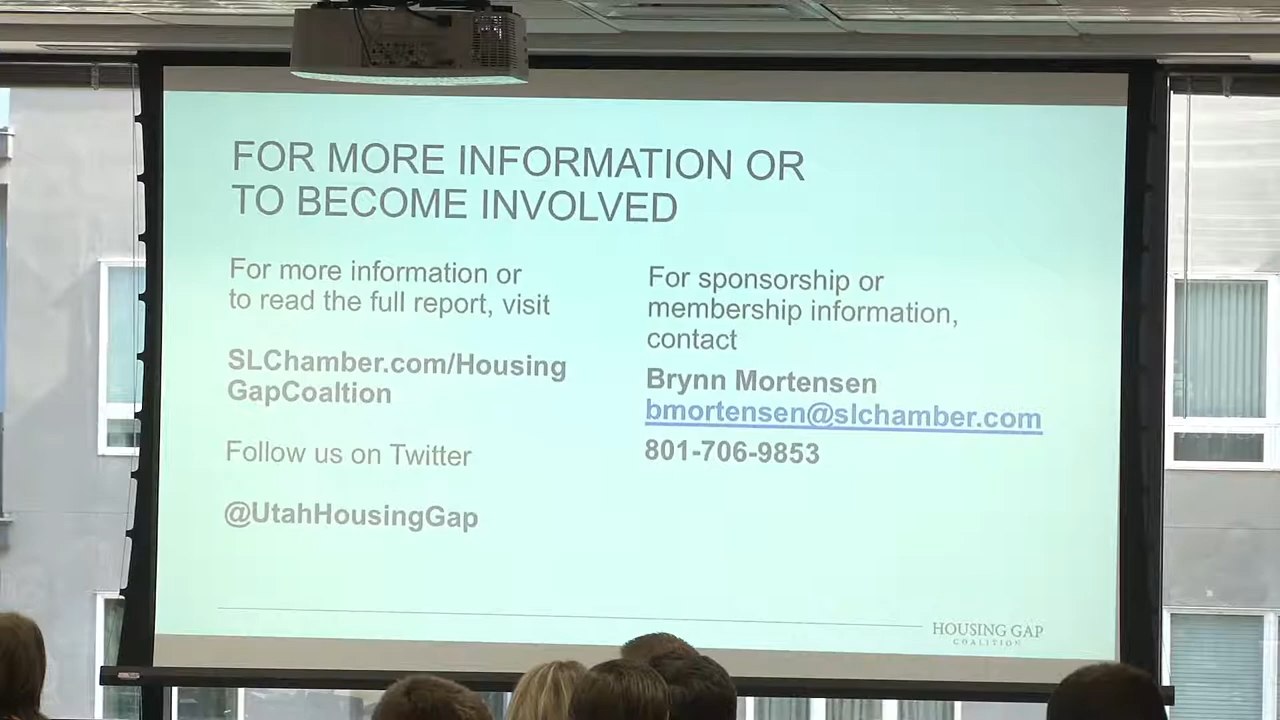 FOR MORE INFORMATION OR
TO BECOME INVOLVED
For more information or
to read the full report, visit
SLChamber.com/Housing
GapCoaltion
Follow us on Twitter
@UtahHousingGap
For sponsorship or
membership information,
contact
Brynn Mortensen
bmortensen@slchamber.com
801-706-9853
HOUSING GAP
COALITION